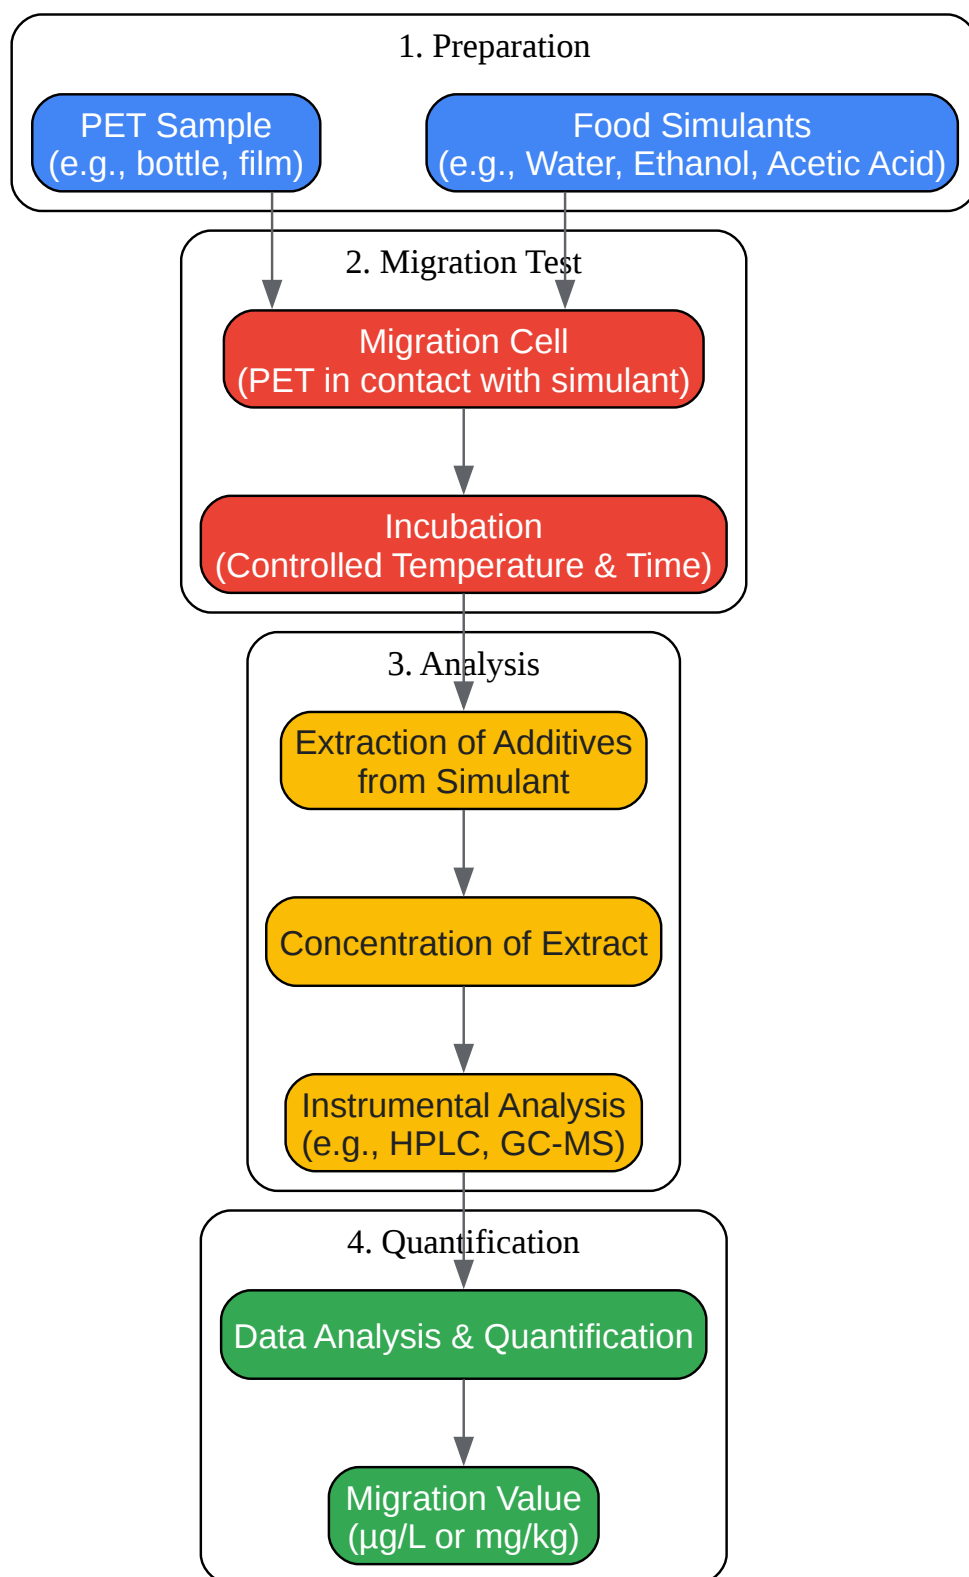 1. Preparation
PET Sample
(e.g., bottle, film)
Food Simulants
(e.g., Water, Ethanol, Acetic Acid)
2. Migration Test
Migration Cell
(PET in contact with simulant)
Incubation
(Controlled Temperature & Time)
3. Analysis
Extraction of Additives
from Simulant
Concentration of Extract
Instrumental Analysis
(e.g., HPLC, GC-MS)
4. Quantification
Data Analysis & Quantification
Migration Value
(µg/L or mg/kg)